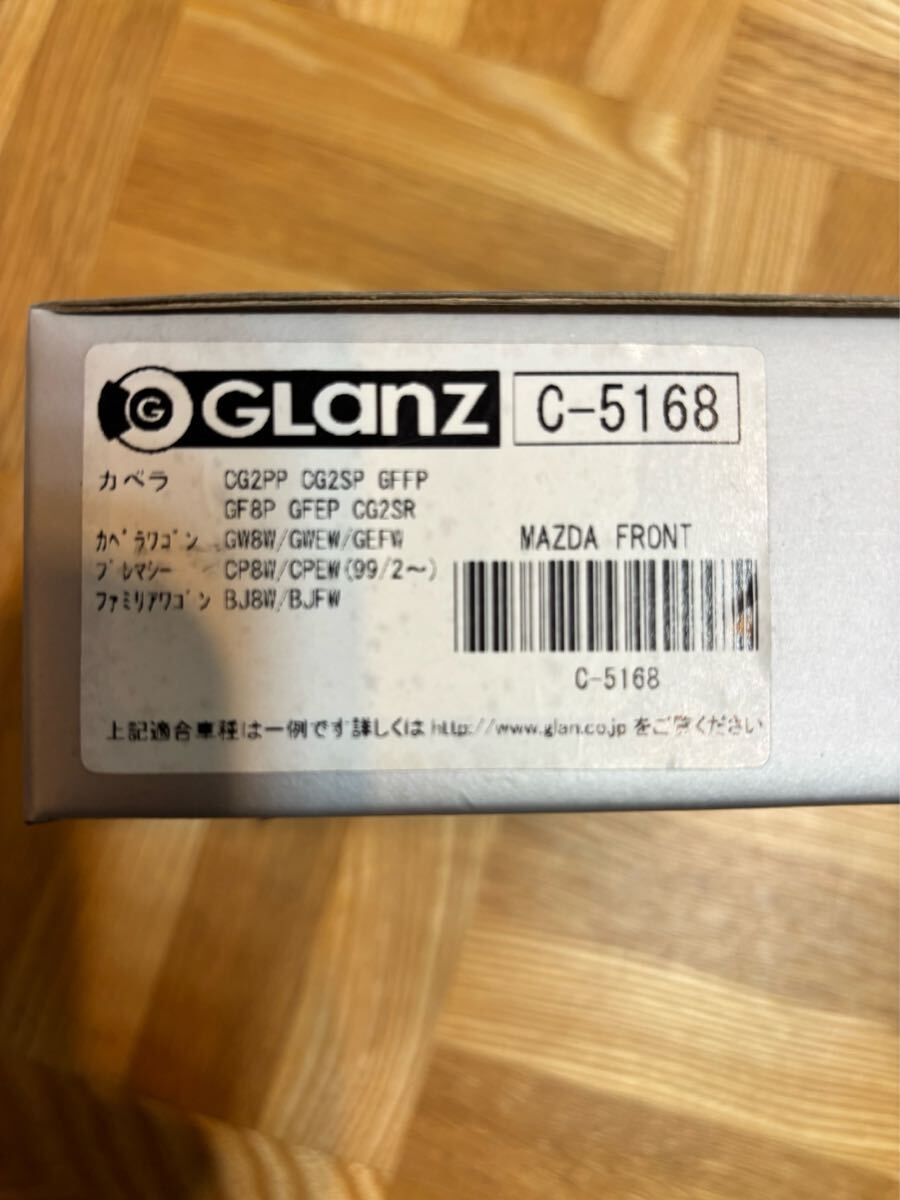 G GLanz C-5168
カペラ CG2PP CG2SP GFFP
GF8P GFEP CG2SR
カペラワゴン GW8W/GWEW/GEFW
プレマシー CP8W/CPEW(99/2～)
ファミリアワゴン BJ8W/BJFW
MAZDA FRONT
C-5168
上記適合車種は一例です詳しくは http://www.glan.co.jp をご覧ください